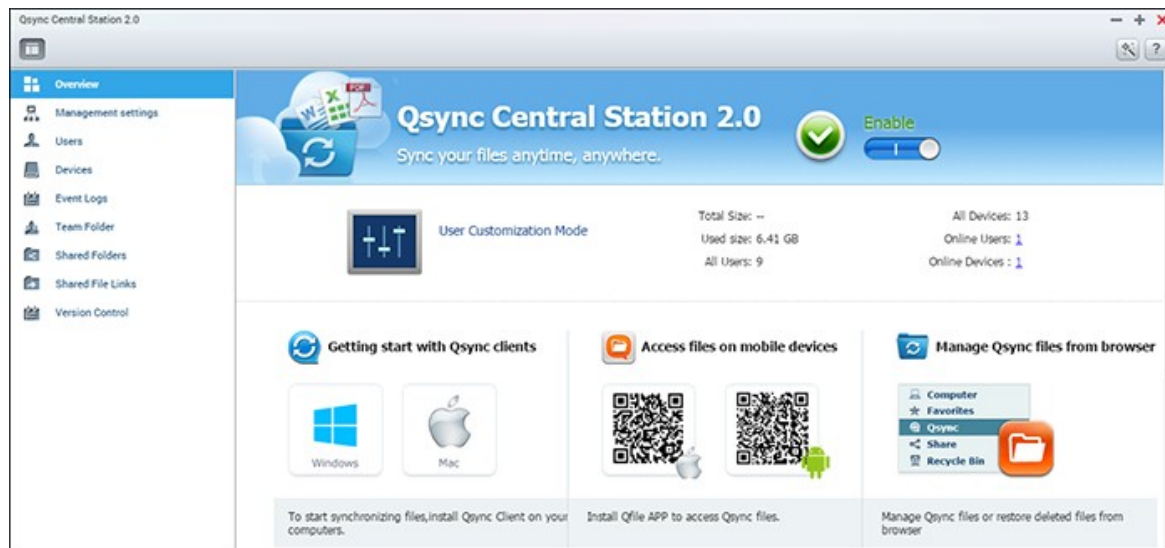 Qsync Central Station 2.0
?
Overview
Management settings
Users
Devices
Event Logs
Team Folder
Shared Folders
Shared File Links
Version Control
W X PDF
Qsync Central Station 2.0
Sync your files anytime, anywhere.
Enable
User Customization Mode
Total Size: --
Used size: 6.41 GB
All Users: 9
All Devices: 13
Online Users: 1
Online Devices : 1
Getting start with Qsync clients
Windows
Mac
To start synchronizing files,install Qsync Client on your
computers.
Access files on mobile devices
Install Qfile APP to access Qsync files.
Manage Qsync files from browser
Computer
Favorites
Qsync
Share
Recycle Bin
Manage Qsync files or restore deleted files from
browser